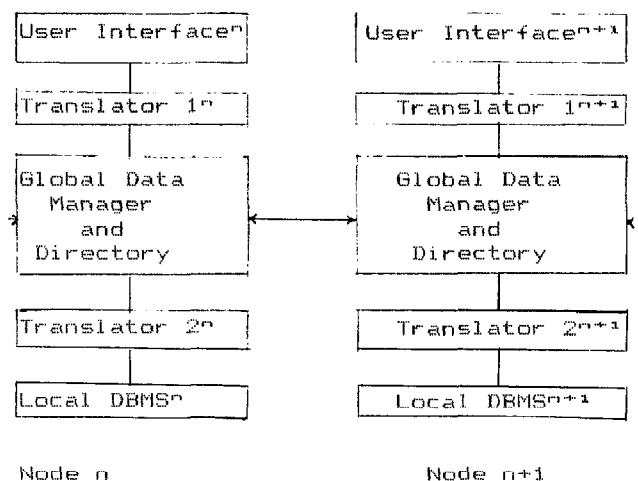 User Interfaceⁿ
Translator 1ⁿ
Global Data
Manager
and
Directory
Translator 2ⁿ
Local DBMSⁿ
Node n
User Interfaceⁿ⁺¹
Translator 1ⁿ⁺¹
Global Data
Manager
and
Directory
Translator 2ⁿ⁺¹
Local DBMSⁿ⁺¹
Node n+1